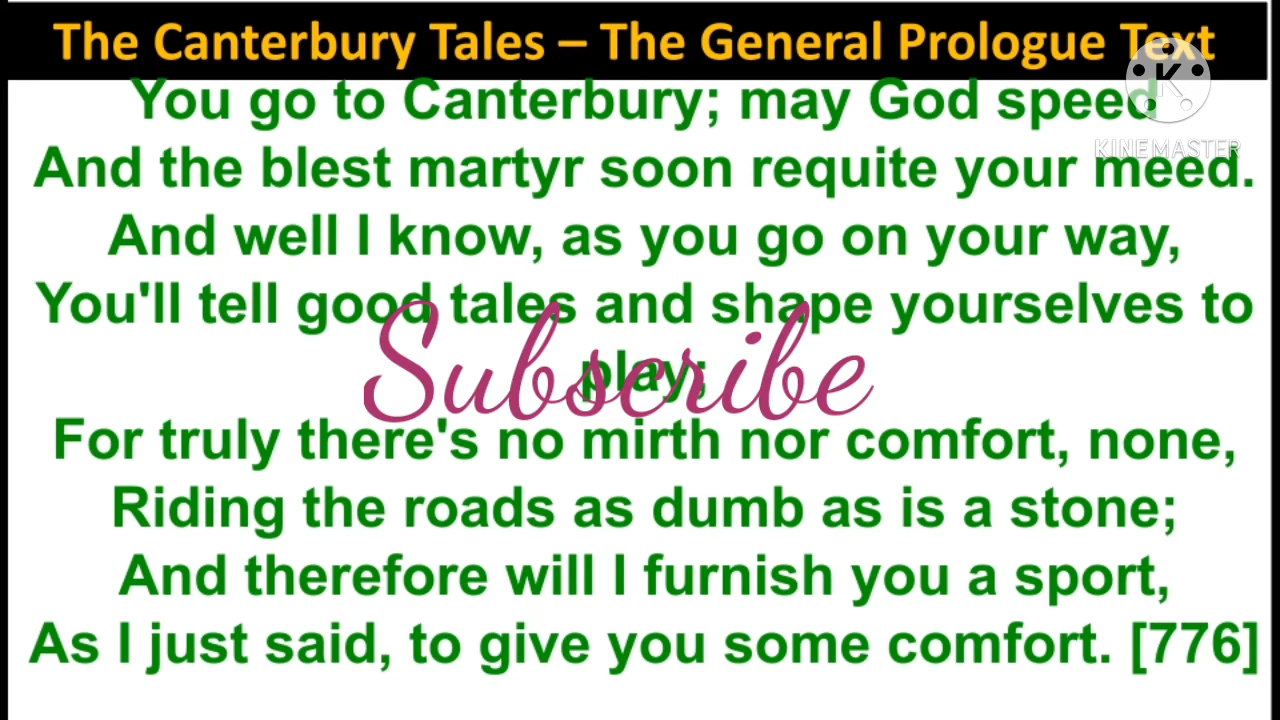 The Canterbury Tales – The General Prologue Text
You go to Canterbury; may God speed
K
KINEMASTER
And the blest martyr soon requite your meed.
And well I know, as you go on your way,
You'll tell good tales and shape yourselves to
play;
Subscribe
For truly there's no mirth nor comfort, none,
Riding the roads as dumb as is a stone;
And therefore will I furnish you a sport,
As I just said, to give you some comfort. [776]